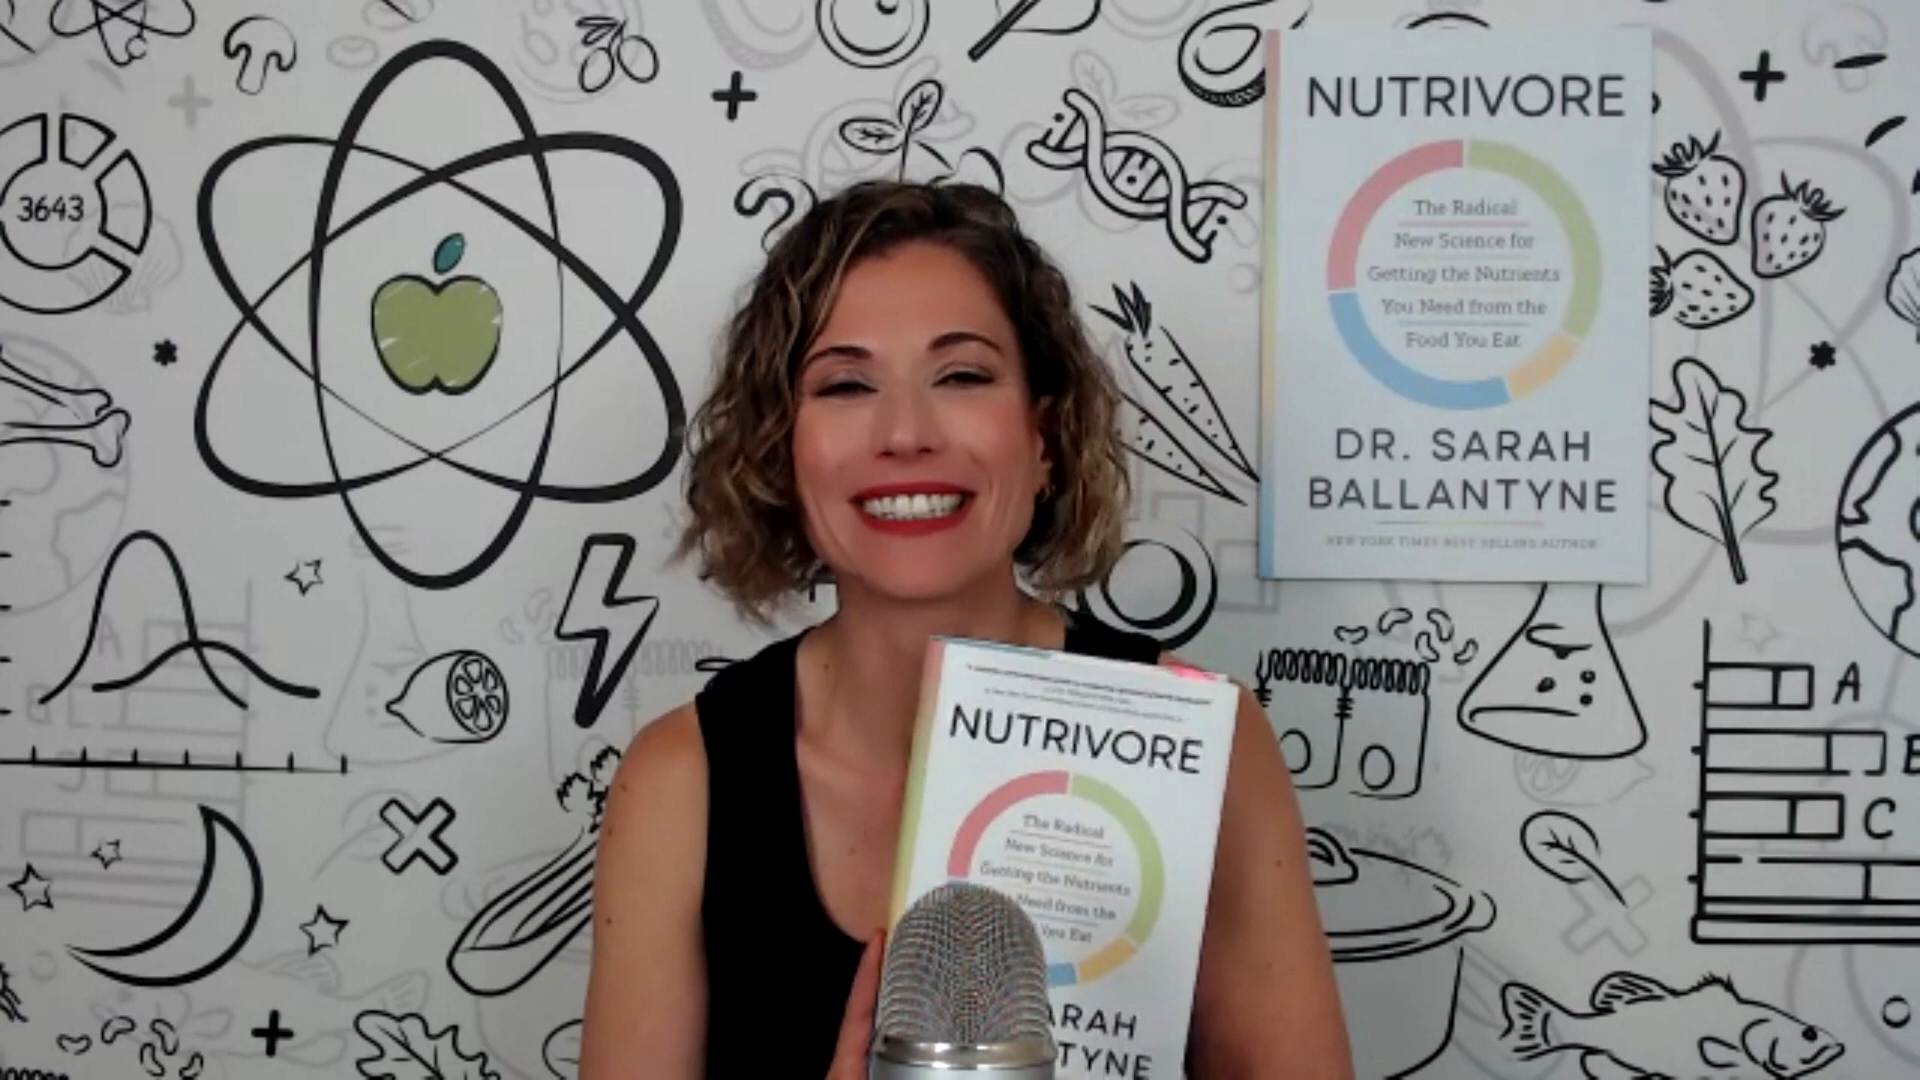 3643
NUTRIVORE
The Radical
New Science for
Getting the Nutrients
You Need from the
Food You Eat
DR. SARAH
BALLANTYNE
NEW YORK TIMES BEST SELLING AUTHOR
NUTRIVORE
The Radical
New Science for
Getting the Nutrients
Need from the
You Eat
ARAH
TYNE
A
B
C